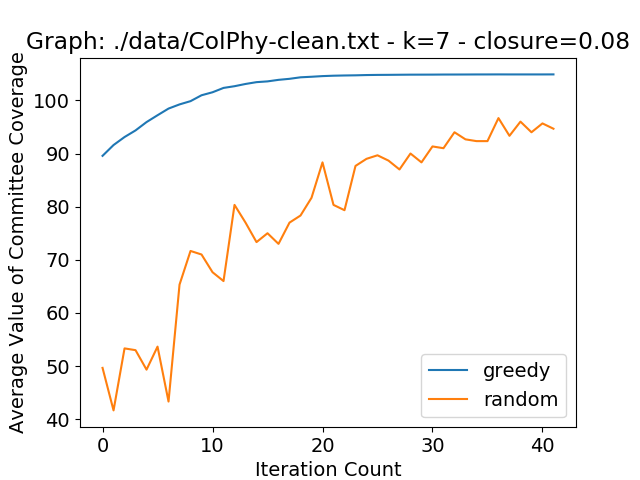 Graph: ./data/ColPhy-clean.txt - k=7 - closure=0.08
Average Value of Committee Coverage
100
90
80
70
60
50
40
greedy
random
0 10 20 30 40
Iteration Count